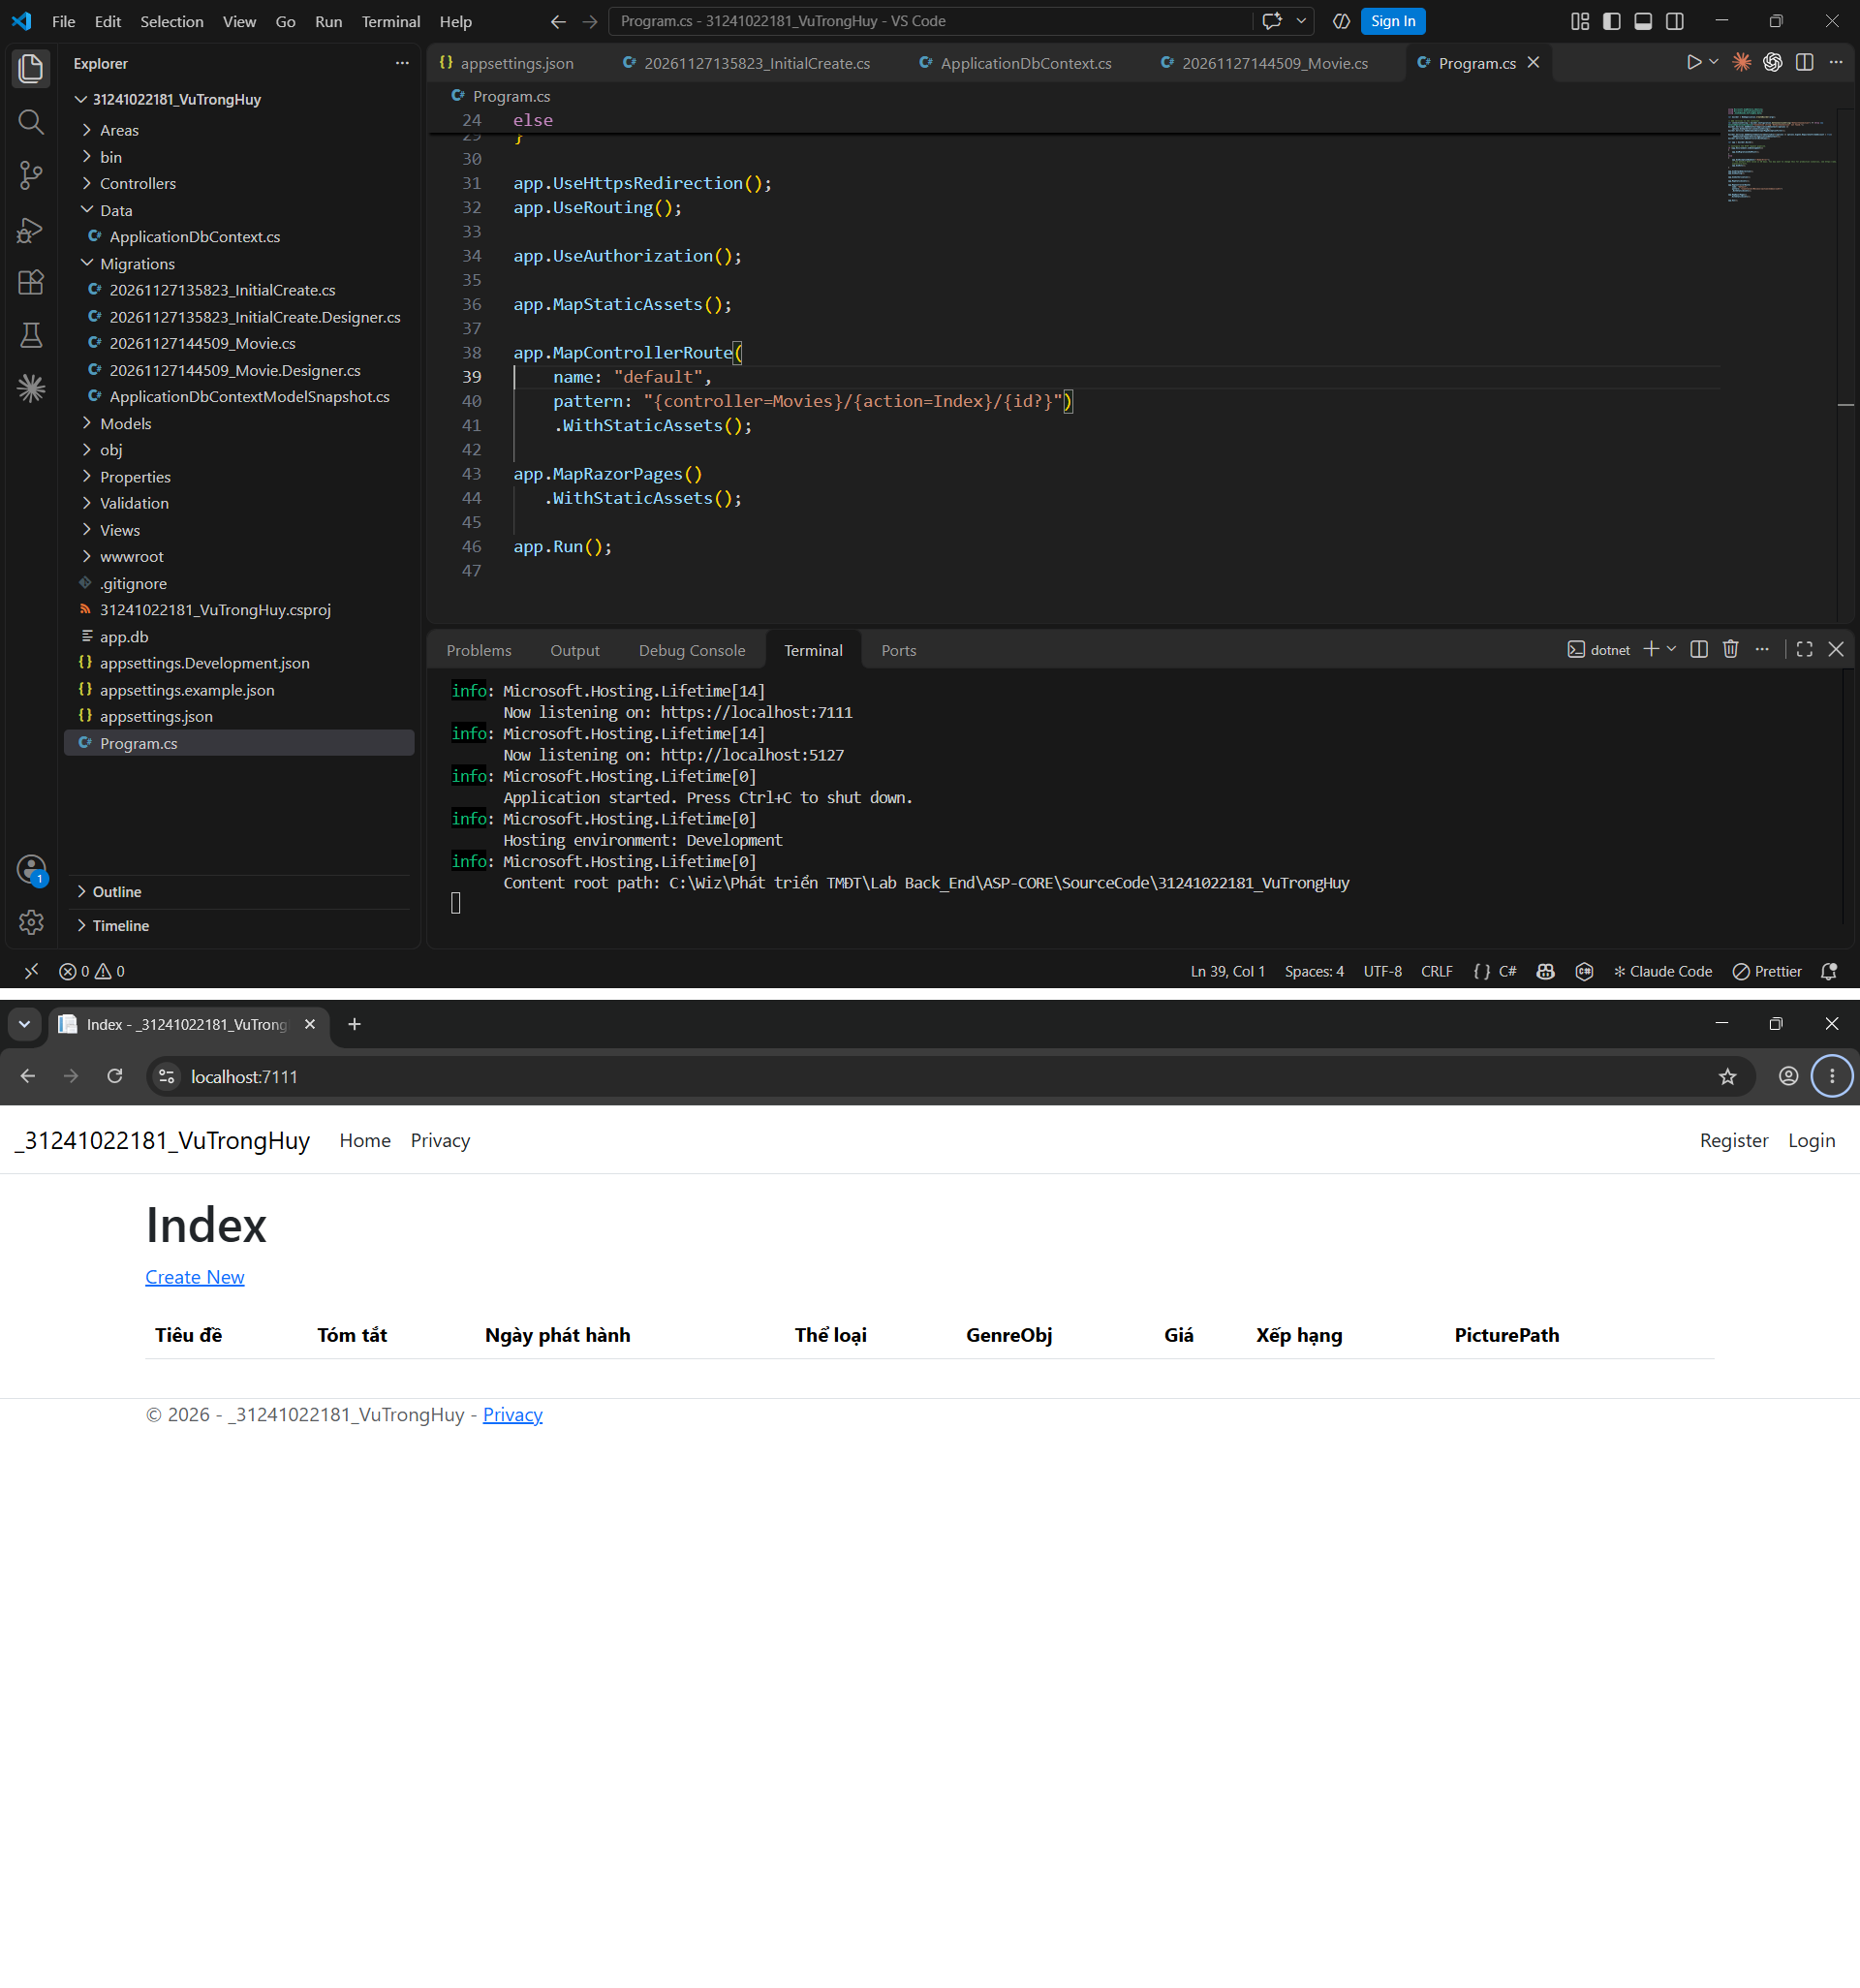 File Edit Selection View Go Run Terminal Help
Program.cs - 31241022181_VuTrongHuy - VS Code
Sign In
Explorer
31241022181_VuTrongHuy
Areas
bin
Controllers
Data
ApplicationDbContext.cs
Migrations
20261127135823_InitialCreate.cs
20261127135823_InitialCreate.Designer.cs
20261127144509_Movie.cs
20261127144509_Movie.Designer.cs
ApplicationDbContextModelSnapshot.cs
Models
obj
Properties
Validation
Views
wwwroot
.gitignore
31241022181_VuTrongHuy.csproj
app.db
appsettings.Development.json
appsettings.example.json
appsettings.json
Program.cs
Outline
Timeline
1
appsettings.json 20261127135823_InitialCreate.cs ApplicationDbContext.cs 20261127144509_Movie.cs Program.cs
Program.cs
24 else
29 }
30
31 app.UseHttpsRedirection();
32 app.UseRouting();
33
34 app.UseAuthorization();
35
36 app.MapStaticAssets();
37
38 app.MapControllerRoute(
39 name: "default",
40 pattern: "{controller=Movies}/{action=Index}/{id?}")
41 .WithStaticAssets();
42
43 app.MapRazorPages()
44 .WithStaticAssets();
45
46 app.Run();
47
Problems Output Debug Console Terminal Ports
dotnet
info: Microsoft.Hosting.Lifetime[14]
Now listening on: https://localhost:7111
info: Microsoft.Hosting.Lifetime[14]
Now listening on: http://localhost:5127
info: Microsoft.Hosting.Lifetime[0]
Application started. Press Ctrl+C to shut down.
info: Microsoft.Hosting.Lifetime[0]
Hosting environment: Development
info: Microsoft.Hosting.Lifetime[0]
Content root path: C:\Wiz\Phát triển TMĐT\Lab Back_End\ASP-CORE\SourceCode\31241022181_VuTrongHuy
0 0
Ln 39, Col 1 Spaces: 4 UTF-8 CRLF { } C# Claude Code Prettier
Index - _31241022181_VuTrong
localhost:7111
_31241022181_VuTrongHuy Home Privacy Register Login
Index
Create New
Tiêu đề Tóm tắt Ngày phát hành Thể loại GenreObj Giá Xếp hạng PicturePath
© 2026 - _31241022181_VuTrongHuy - Privacy